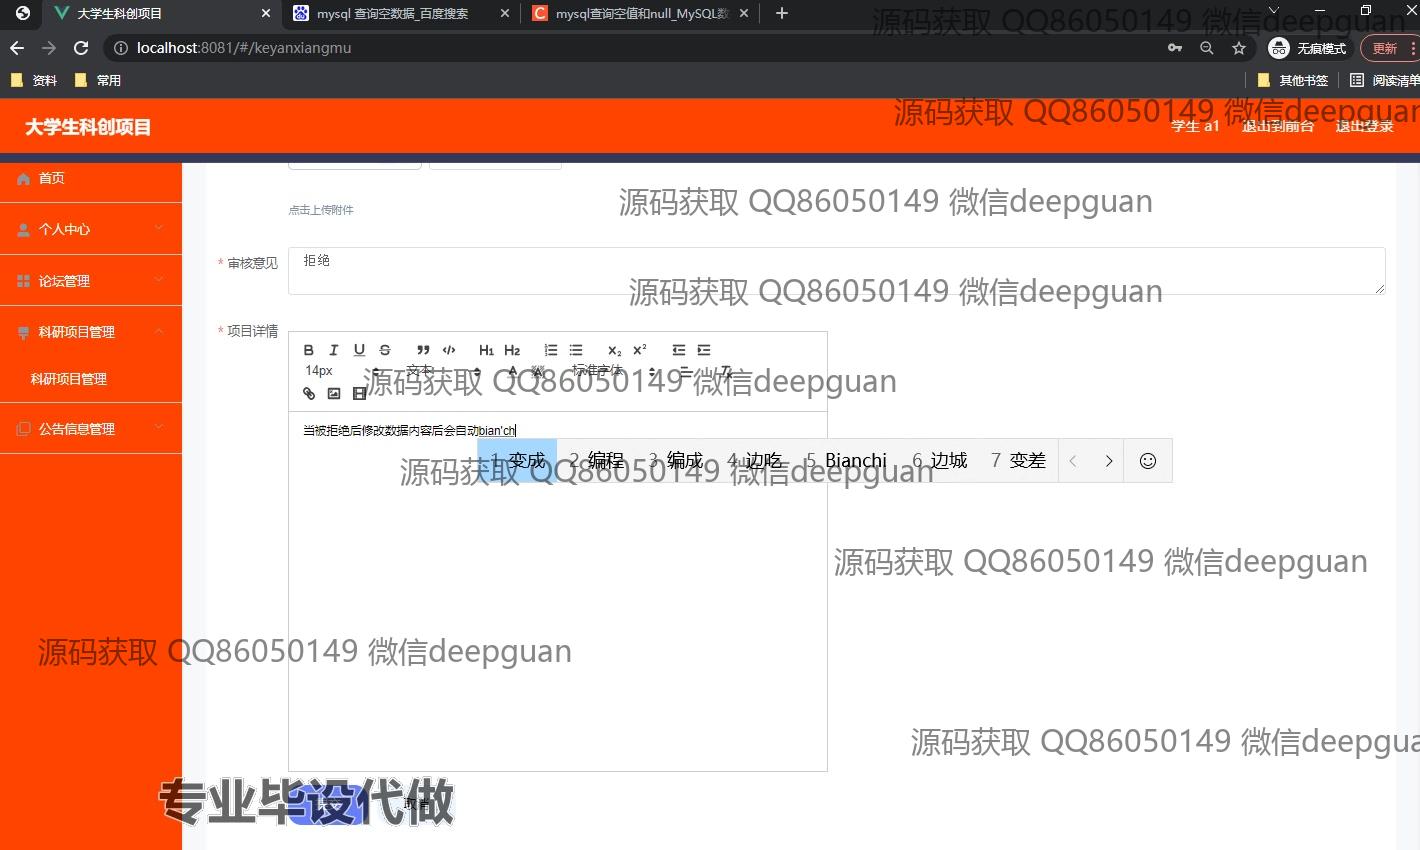 大学生科创项目
mysql 查询空数据_百度搜索
mysql查询空值和null_MySQL数
源码获取 QQ86050149 微信deepguan
localhost:8081/#/keyanxiangmu
无痕模式
更新
资料
常用
其他书签
阅读清单
源码获取 QQ86050149 微信deepguan
大学生科创项目
学生 a1
退出到前台
退出登录
首页
个人中心
论坛管理
科研项目管理
科研项目管理
公告信息管理
源码获取 QQ86050149 微信deepguan
点击上传附件
* 审核意见
拒绝
源码获取 QQ86050149 微信deepguan
* 项目详情
B I U S H1 H2 X2 X2
14px 文本 A 标准字体
源码获取 QQ86050149 微信deepguan
当被拒绝后修改数据内容后会自动bian'ch
1 变成 2 编程 3 编成 4 边吃 5 Bianchi 6 边城 7 变差
源码获取 QQ86050149 微信deepguan
源码获取 QQ86050149 微信deepguan
源码获取 QQ86050149 微信deepguan
源码获取 QQ86050149 微信deepgua
专业毕设代做
取消